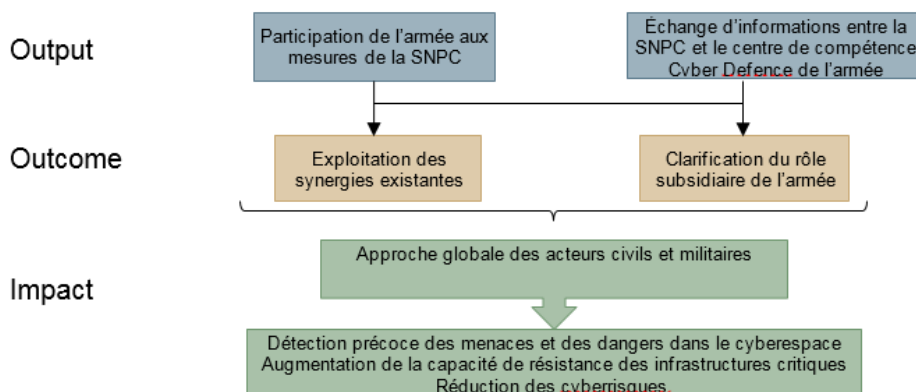 Output
Participation de l'armée aux
mesures de la SNPC
Échange d'informations entre la
SNPC et le centre de compétence
Cyber Defence de l'armée
Outcome
Exploitation des
synergies existantes
Clarification du rôle
subsidiaire de l'armée
Impact
Approche globale des acteurs civils et militaires
Détection précoce des menaces et des dangers dans le cyberespace
Augmentation de la capacité de résistance des infrastructures critiques
Réduction des cyberrisques.